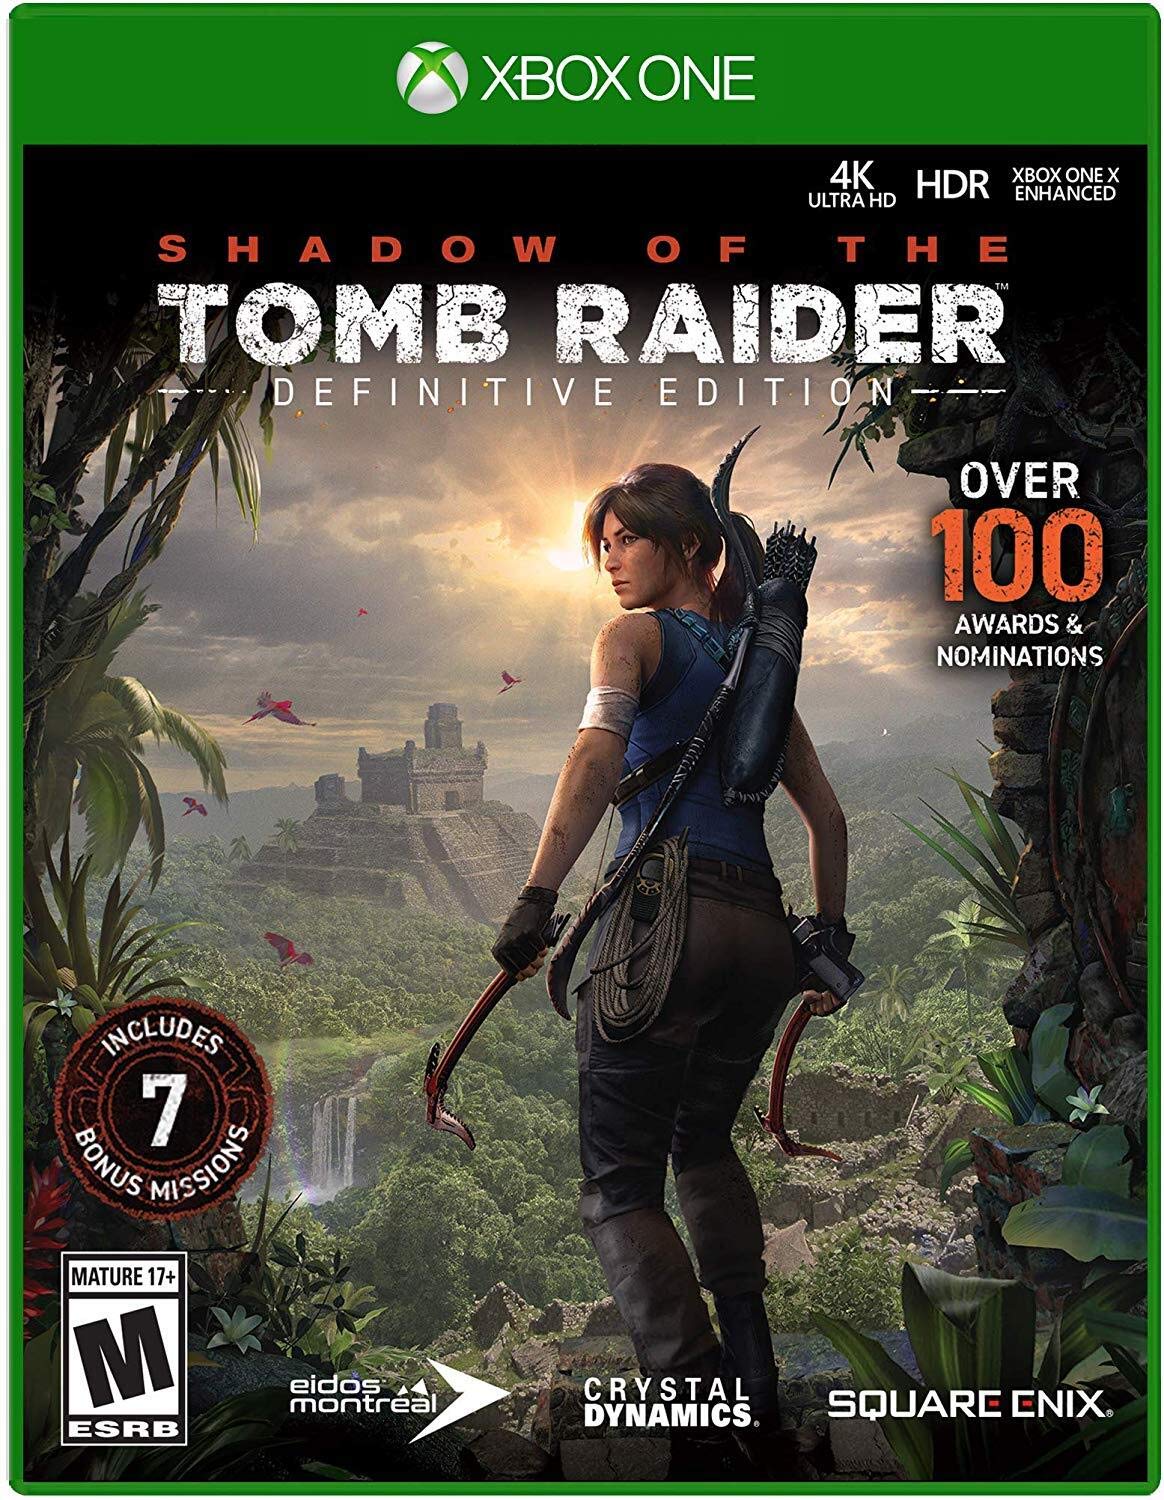 XBOX ONE
4K
ULTRA HD
HDR
XBOX ONE X
ENHANCED
SHADOW OF THE
TOMB RAIDER™
DEFINITIVE EDITION
OVER
100
AWARDS &
NOMINATIONS
INCLUDES
7
BONUS MISSIONS
MATURE 17+
M
ESRB
eidos
montréal
CRYSTAL
DYNAMICS®
SQUARE ENIX®